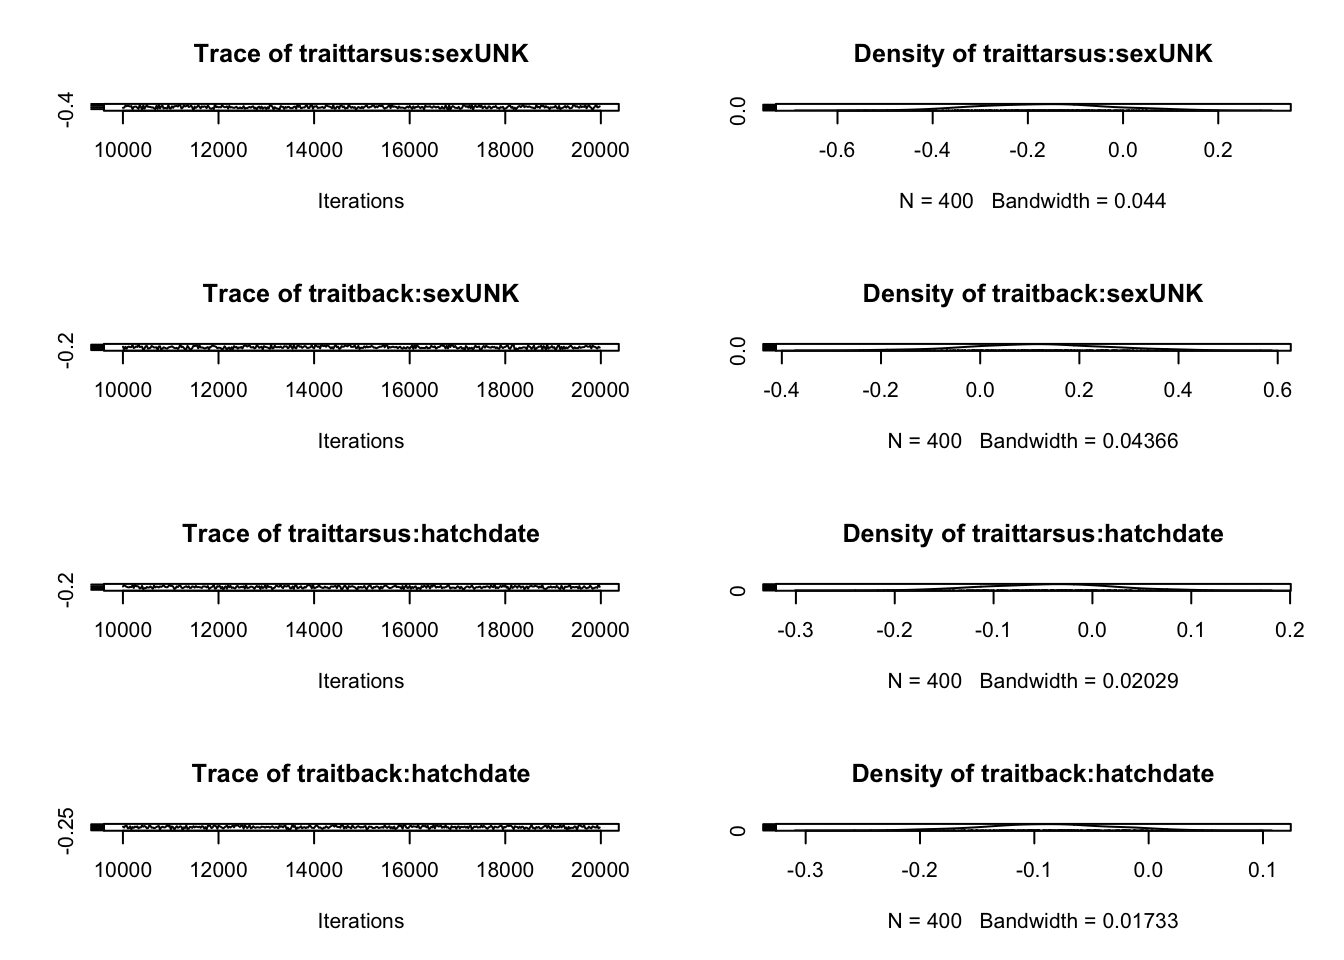 Trace of traittarsus:sexUNK
-0.4
10000 12000 14000 16000 18000 20000
Iterations
Density of traittarsus:sexUNK
0.0
-0.6 -0.4 -0.2 0.0 0.2
N = 400 Bandwidth = 0.044
Trace of traitback:sexUNK
-0.2
10000 12000 14000 16000 18000 20000
Iterations
Density of traitback:sexUNK
0.0
-0.4 -0.2 0.0 0.2 0.4 0.6
N = 400 Bandwidth = 0.04366
Trace of traittarsus:hatchdate
-0.2
10000 12000 14000 16000 18000 20000
Iterations
Density of traittarsus:hatchdate
0
-0.3 -0.2 -0.1 0.0 0.1 0.2
N = 400 Bandwidth = 0.02029
Trace of traitback:hatchdate
-0.25
10000 12000 14000 16000 18000 20000
Iterations
Density of traitback:hatchdate
0
-0.3 -0.2 -0.1 0.0 0.1
N = 400 Bandwidth = 0.01733